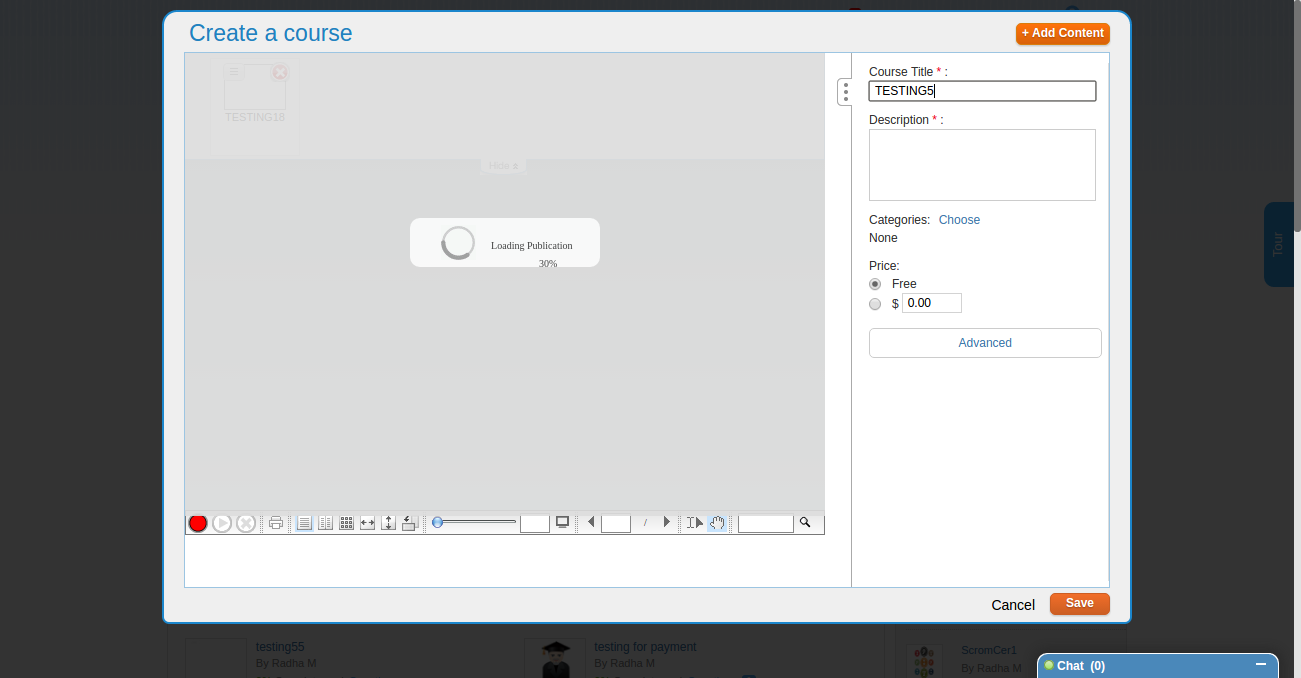 Create a course
+ Add Content
TESTING18
Hide
Loading Publication
30%
/
Course Title * :
TESTING5
Description * :
Categories: Choose
None
Price:
Free
$ 0.00
Advanced
Tour
Cancel
Save
testing55
By Radha M
testing for payment
By Radha M
ScromCer1
By Radha M
Chat (0)